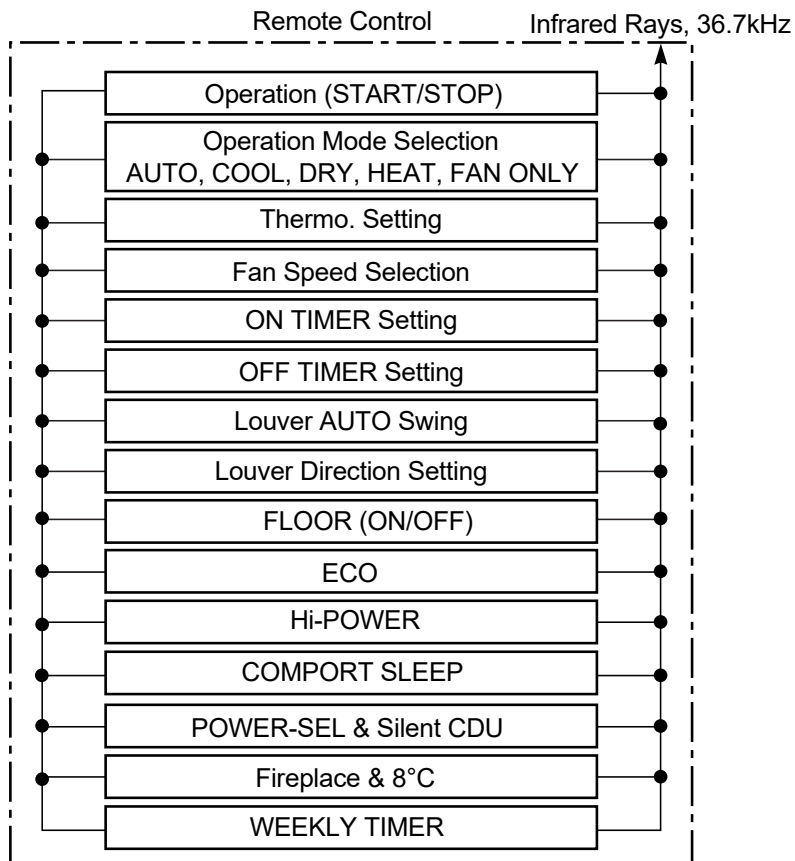 Remote Control
Infrared Rays, 36.7kHz
Operation (START/STOP)
Operation Mode Selection
AUTO, COOL, DRY, HEAT, FAN ONLY
Thermo. Setting
Fan Speed Selection
ON TIMER Setting
OFF TIMER Setting
Louver AUTO Swing
Louver Direction Setting
FLOOR (ON/OFF)
ECO
Hi-POWER
COMPORT SLEEP
POWER-SEL & Silent CDU
Fireplace & 8°C
WEEKLY TIMER